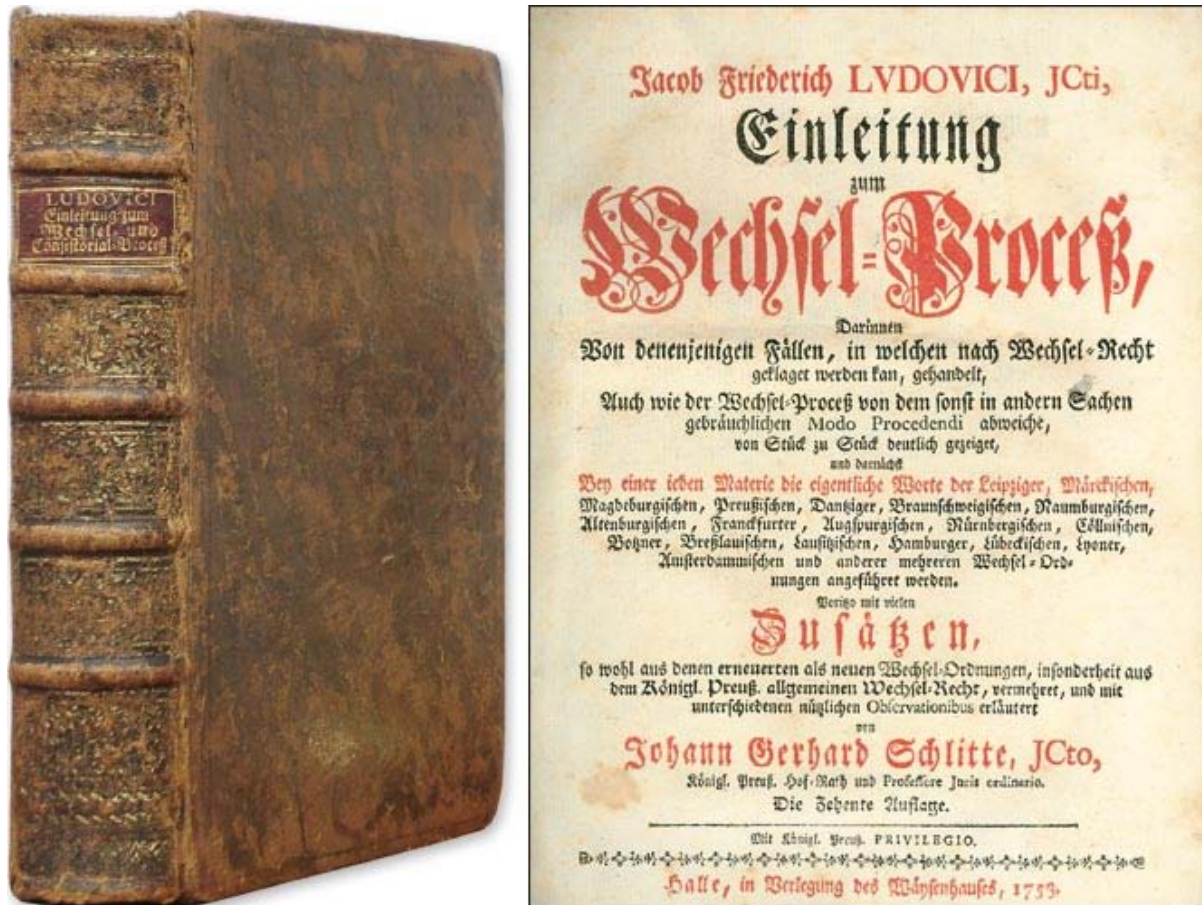 LUDOVICI
Einleitung zum
Wechsel- und
Consistorial-Proceß
Jacob Friederich LVDOVICI, JCti,
Einleitung
zum
Wechsel-Proceß,
Darinnen
Von denenjenigen Fällen, in welchen nach Wechsel-Recht
geklaget werden kan, gehandelt,
Auch wie der Wechsel-Proceß von dem sonst in andern Sachen
gebräuchlichen Modo Procedendi abweiche,
von Stück zu Stück deutlich gezeiget,
und darnächst
Bey einer ieden Materie die eigentliche Worte der Leipziger, Märckischen,
Magdeburgischen, Preußischen, Dantziger, Braunschweigischen, Naumburgischen,
Altenburgischen, Franckfurter, Augspurgischen, Nürnbergischen, Cöllnischen,
Botzner, Breßlauischen, Lausitzischen, Hamburger, Lübeckischen, Lyoner,
Amsterdammischen und anderer mehreren Wechsel-Ord-
nungen angeführet werden.
mit vielen
Zusätzen,
so wohl aus denen erneuerten als neuen Wechsel-Ordnungen, insonderheit aus
dem Königl. Preuß. allgemeinen Wechsel-Recht, vermehret, und mit
unterschiedenen nützlichen Observationibus erläutert
von
Johann Gerhard Schlitte, JCto,
Königl. Preuß. Hof-Rath und Professore Juris ordinario.
Die Zehente Auflage.
Mit Königl. Preuß. PRIVILEGIO.
Halle, in Verlegung des Wäysenhauses, 1753.